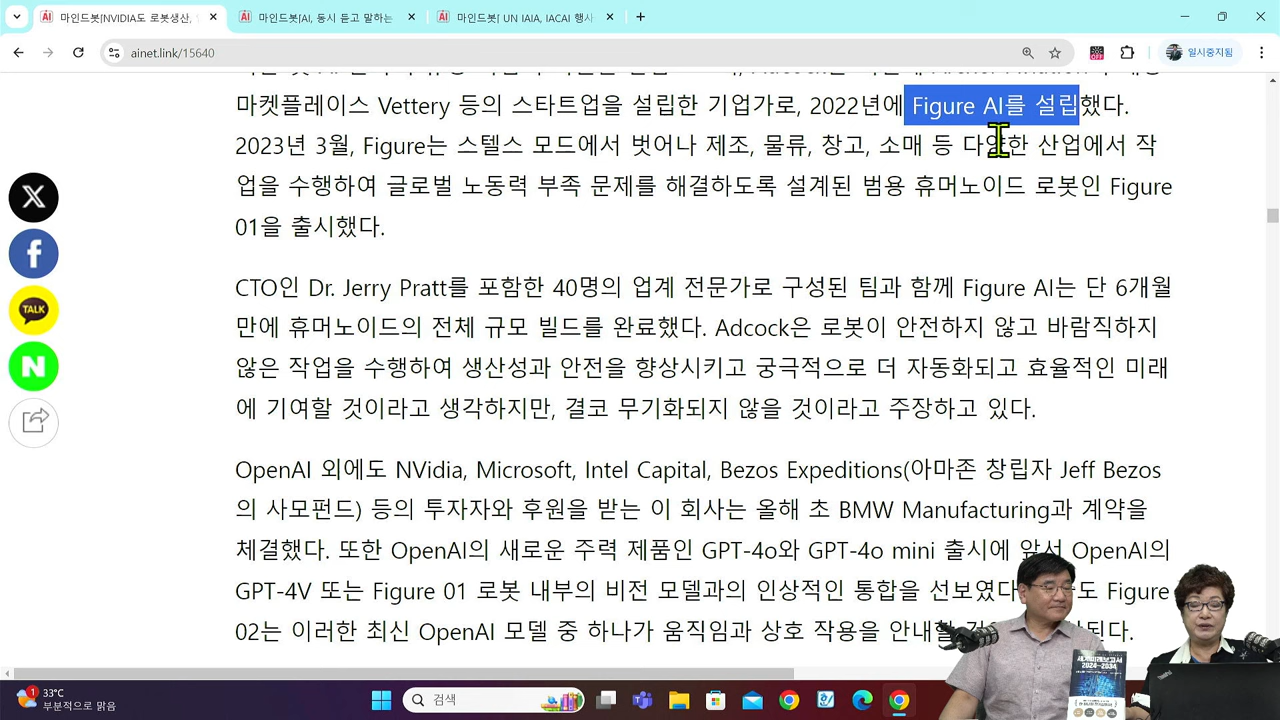 마인드봇[NVIDIA도 로봇생산,
마인드봇[AI, 동시 듣고 말하는
마인드봇[ UN IAIA, IACAI 행사
ainet.link/15640
OFF
일시중지됨
마켓플레이스 Vettery 등의 스타트업을 설립한 기업가로, 2022년에 Figure AI를 설립했다.
2023년 3월, Figure는 스텔스 모드에서 벗어나 제조, 물류, 창고, 소매 등 다양한 산업에서 작
업을 수행하여 글로벌 노동력 부족 문제를 해결하도록 설계된 범용 휴머노이드 로봇인 Figure
01을 출시했다.
CTO인 Dr. Jerry Pratt를 포함한 40명의 업계 전문가로 구성된 팀과 함께 Figure AI는 단 6개월
만에 휴머노이드의 전체 규모 빌드를 완료했다. Adcock은 로봇이 안전하지 않고 바람직하지
않은 작업을 수행하여 생산성과 안전을 향상시키고 궁극적으로 더 자동화되고 효율적인 미래
에 기여할 것이라고 생각하지만, 결코 무기화되지 않을 것이라고 주장하고 있다.
OpenAI 외에도 NVidia, Microsoft, Intel Capital, Bezos Expeditions(아마존 창립자 Jeff Bezos
의 사모펀드) 등의 투자자와 후원을 받는 이 회사는 올해 초 BMW Manufacturing과 계약을
체결했다. 또한 OpenAI의 새로운 주력 제품인 GPT-4o와 GPT-4o mini 출시에 앞서 OpenAI의
GPT-4V 또는 Figure 01 로봇 내부의 비전 모델과의 인상적인 통합을 선보였다 도 Figure
02는 이러한 최신 OpenAI 모델 중 하나가 움직임과 상호 작용을 안내할 된다.
TALK
N
세계미래보고서
2024-2034
1
33°C
부분적으로 맑음
검색